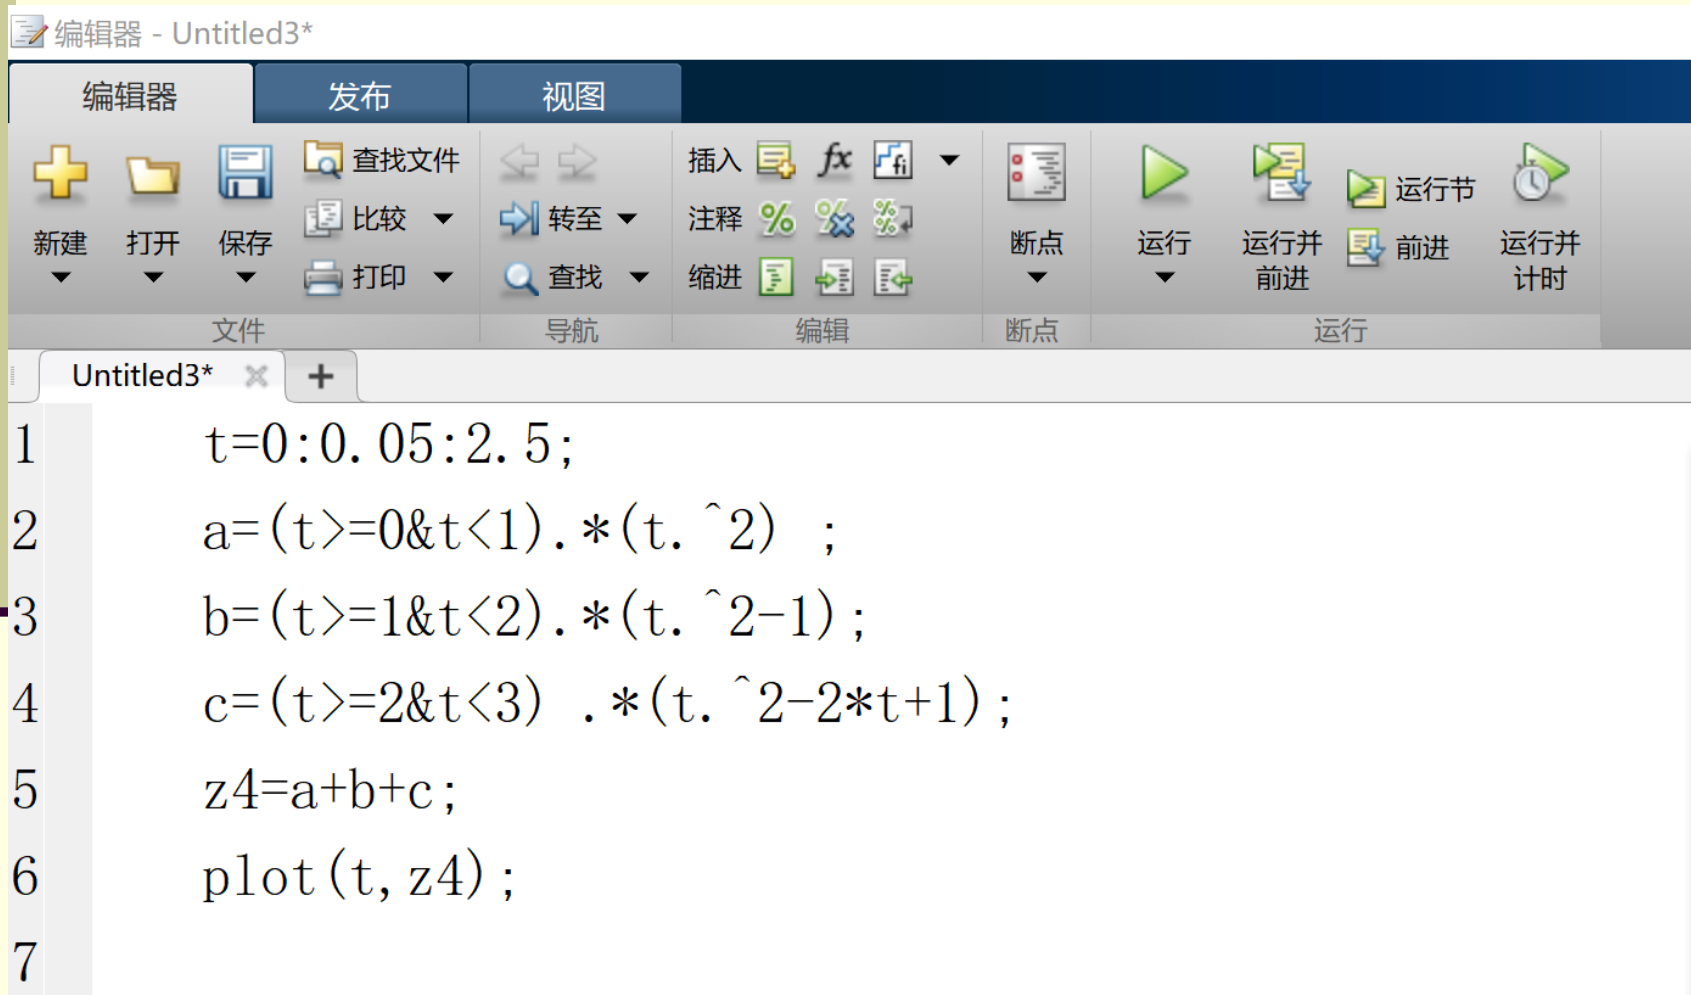 编辑器 - Untitled3*
编辑器 发布 视图
新建 打开 保存 查找文件 比较 打印
文件
转至 查找
导航
插入 fx fi
注释 % % %
缩进
编辑
断点
断点
运行 运行并前进 运行节 前进 运行并计时
运行
Untitled3* × +
1 t=0:0.05:2.5;
2 a=(t>=0&t<1).*(t.^2) ;
3 b=(t>=1&t<2).*(t.^2-1);
4 c=(t>=2&t<3) .*(t.^2-2*t+1);
5 z4=a+b+c;
6 plot(t,z4);
7